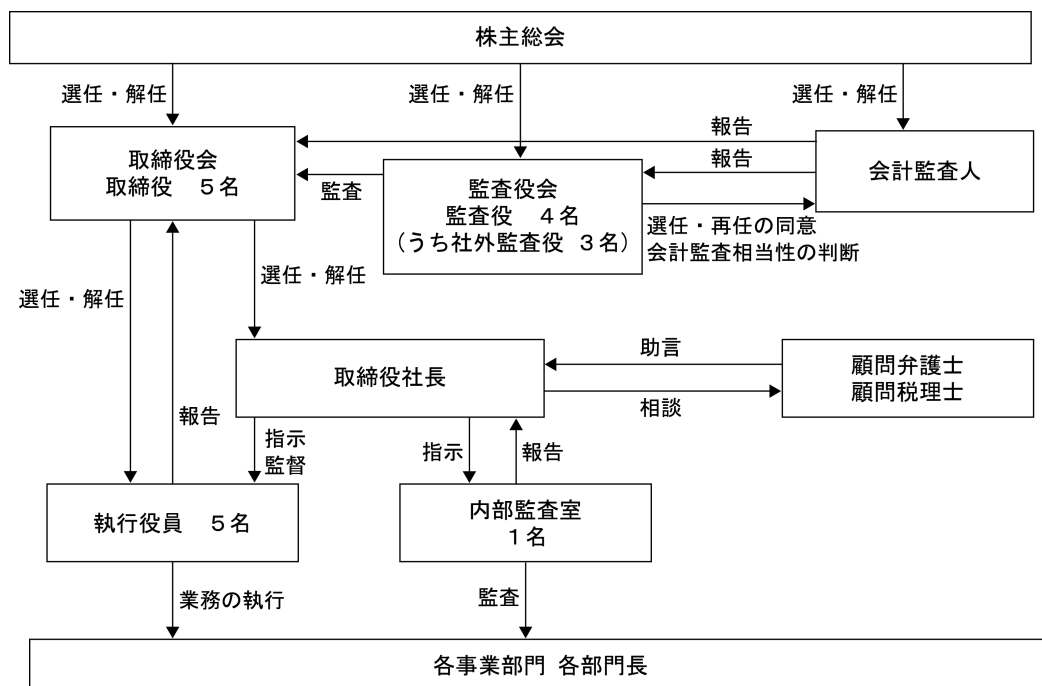 株主総会
選任・解任
選任・解任
選任・解任
報告
報告
取締役会
取締役　５名
監査
監査役会
監査役　４名
(うち社外監査役 ３名)
会計監査人
選任・再任の同意
会計監査相当性の判断
選任・解任
選任・解任
取締役社長
助言
相談
顧問弁護士
顧問税理士
報告
指示
監督
指示
報告
執行役員　５名
内部監査室
１名
業務の執行
監査
各事業部門 各部門長